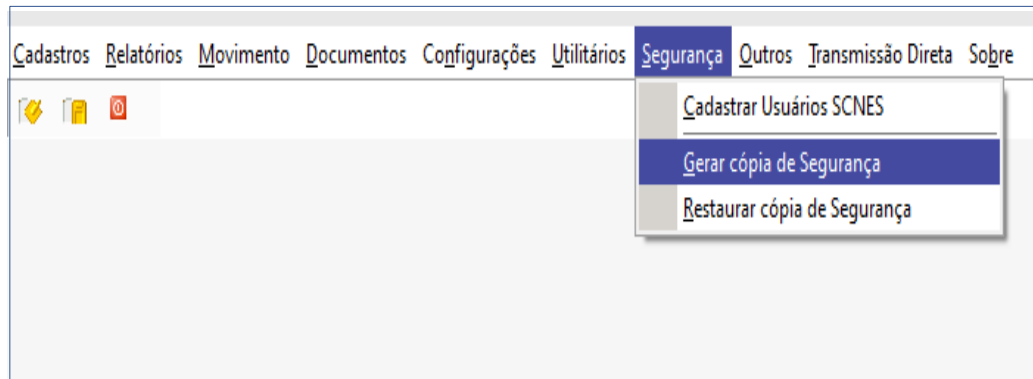 Cadastros Relatórios Movimento Documentos Configurações Utilitários Segurança Outros Transmissão Direta Sobre
Cadastrar Usuários SCNES
Gerar cópia de Segurança
Restaurar cópia de Segurança